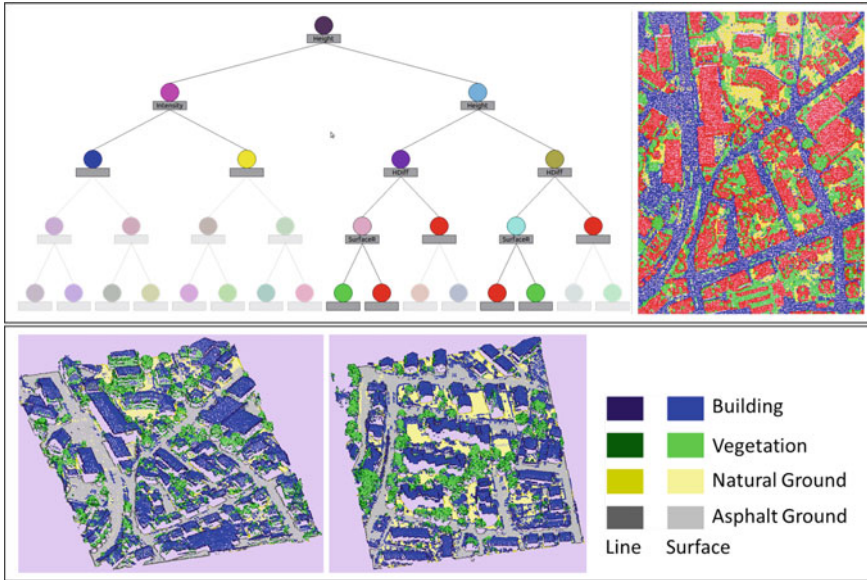 Height
Intensity
Height
HDiff
HDiff
SurfaceR
SurfaceR
Building
Vegetation
Natural Ground
Asphalt Ground
Line Surface